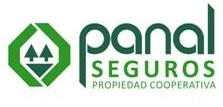 panal
SEGUROS
PROPIEDAD COOPERATIVA